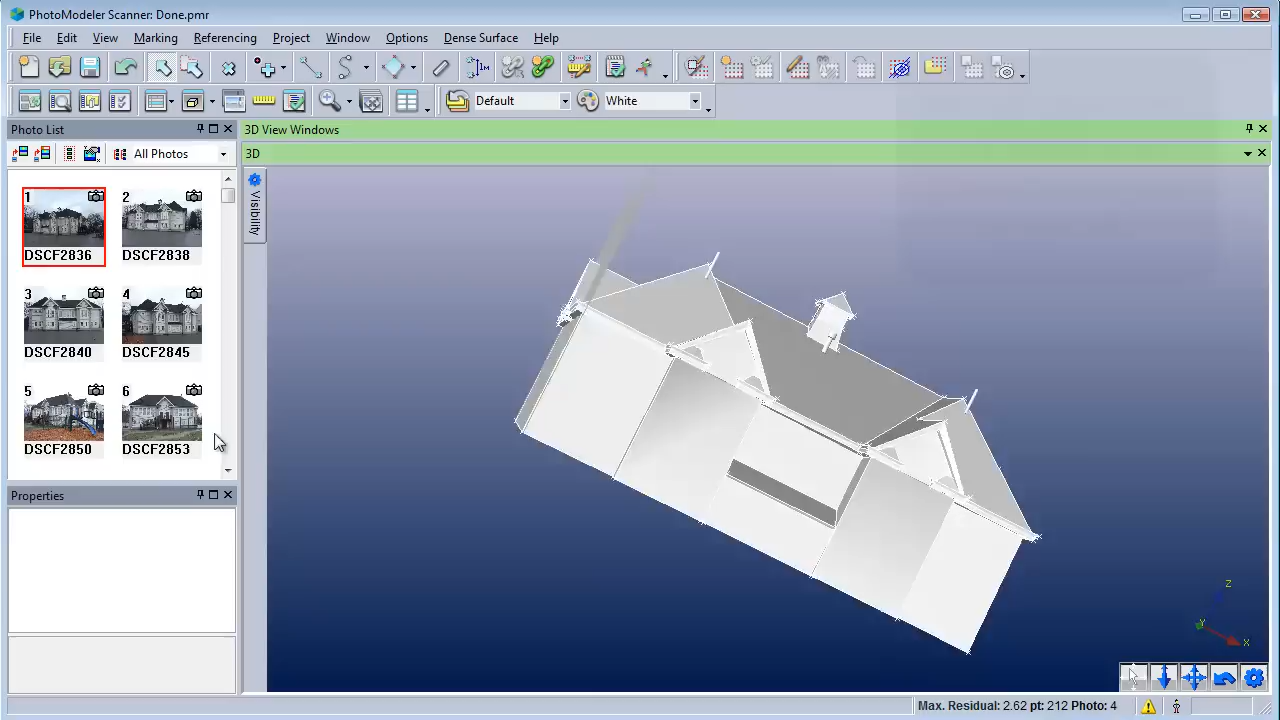 PhotoModeler Scanner: Done.pmr
File Edit View Marking Referencing Project Window Options Dense Surface Help
Default White
Photo List
3D View Windows
All Photos
3D
Visibility
1 2
DSCF2836 DSCF2838
3 4
DSCF2840 DSCF2845
5 6
DSCF2850 DSCF2853
Properties
Z
Y
X
Max. Residual: 2.62 pt: 212 Photo: 4